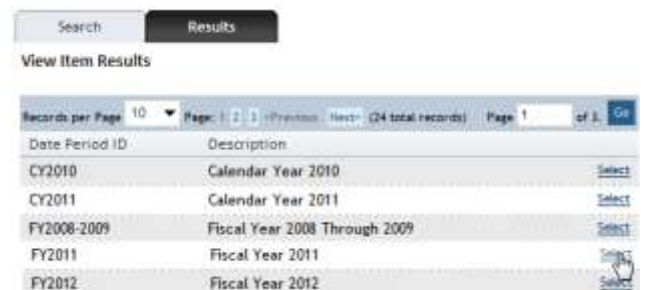 Search Results
View Item Results
Records per Page 10 Page: 1 2 3 <Previous Next> (24 total records) Page 1 of 3. Go
Date Period ID Description
CY2010 Calendar Year 2010 Select
CY2011 Calendar Year 2011 Select
FY2008-2009 Fiscal Year 2008 Through 2009 Select
FY2011 Fiscal Year 2011 Select
FY2012 Fiscal Year 2012 Select